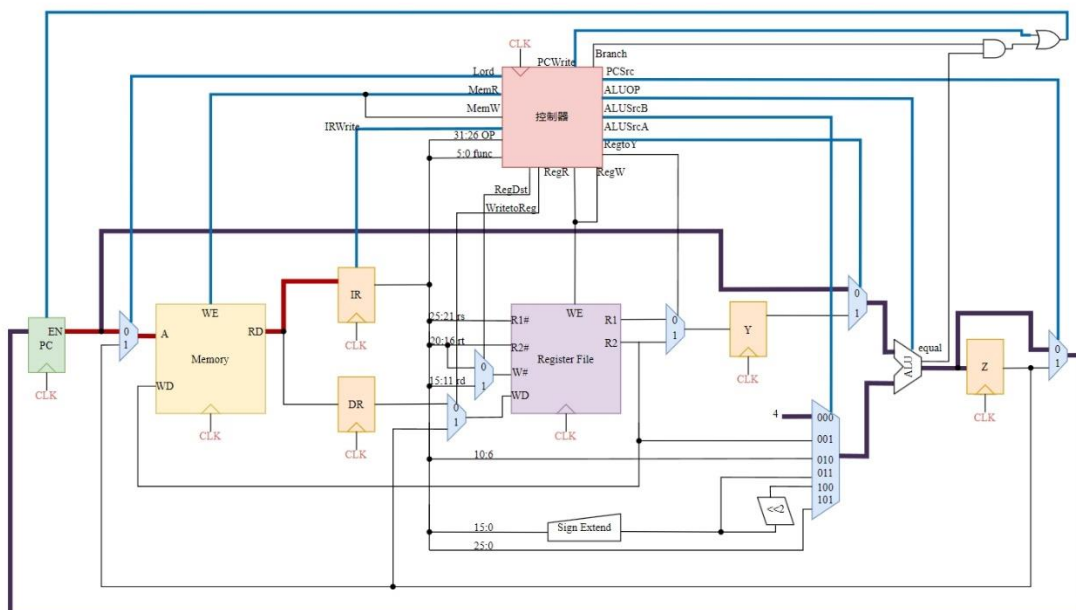 CLK
PCWrite
Branch
Lord
PCSrc
MemR
ALUOP
MemW
控制器
ALUSrcB
IRWrite
ALUSrcA
31:26 OP
RegtoY
5:0 func
RegR
RegW
RegDst
WritetoReg
EN
PC
CLK
0
1
WE
A
RD
Memory
WD
CLK
IR
CLK
DR
CLK
25:21 rs
20:16 rt
15:11 rd
0
1
0
1
WE
R1#
R1
R2#
R2
Register File
W#
WD
CLK
0
1
Y
CLK
0
1
equal
ALU
Z
CLK
0
1
4
000
001
010
011
100
101
10:6
<<2
15:0
Sign Extend
25:0